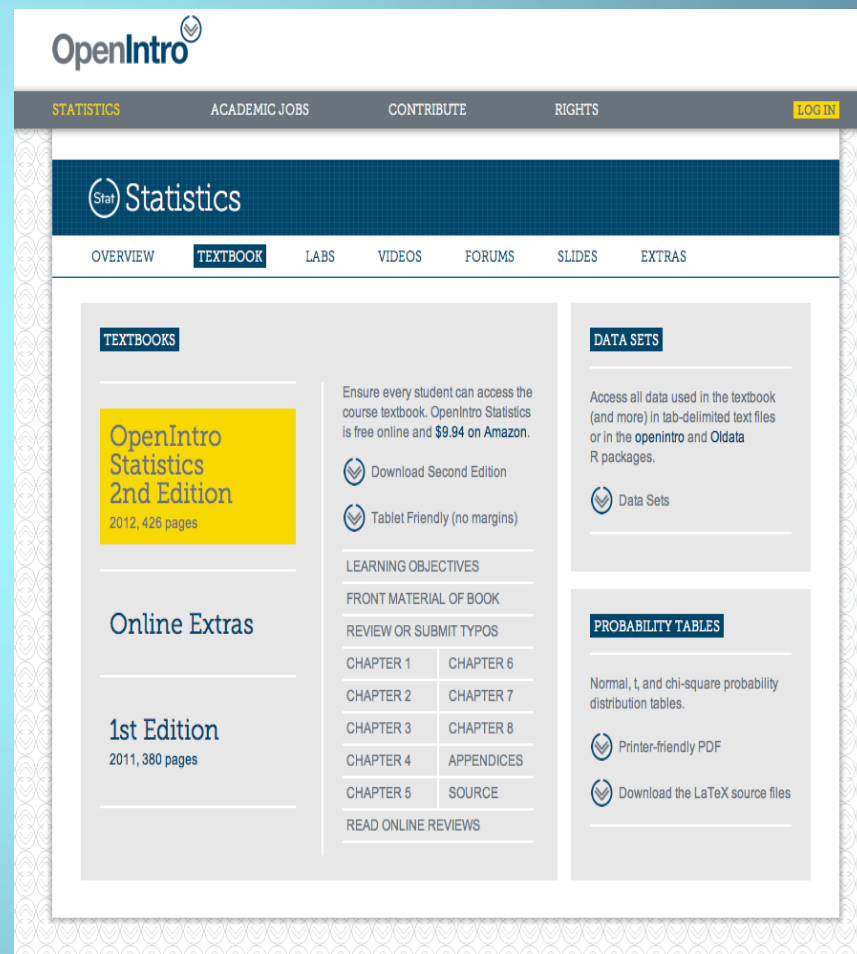 OpenIntro
STATISTICS ACADEMIC JOBS CONTRIBUTE RIGHTS LOG IN
Stat Statistics
OVERVIEW TEXTBOOK LABS VIDEOS FORUMS SLIDES EXTRAS
TEXTBOOKS
OpenIntro
Statistics
2nd Edition
2012, 426 pages
Online Extras
1st Edition
2011, 380 pages
Ensure every student can access the
course textbook. OpenIntro Statistics
is free online and $9.94 on Amazon.
Download Second Edition
Tablet Friendly (no margins)
LEARNING OBJECTIVES
FRONT MATERIAL OF BOOK
REVIEW OR SUBMIT TYPOS
CHAPTER 1 CHAPTER 6
CHAPTER 2 CHAPTER 7
CHAPTER 3 CHAPTER 8
CHAPTER 4 APPENDICES
CHAPTER 5 SOURCE
READ ONLINE REVIEWS
DATA SETS
Access all data used in the textbook
(and more) in tab-delimited text files
or in the openintro and OIdata
R packages.
Data Sets
PROBABILITY TABLES
Normal, t, and chi-square probability
distribution tables.
Printer-friendly PDF
Download the LaTeX source files